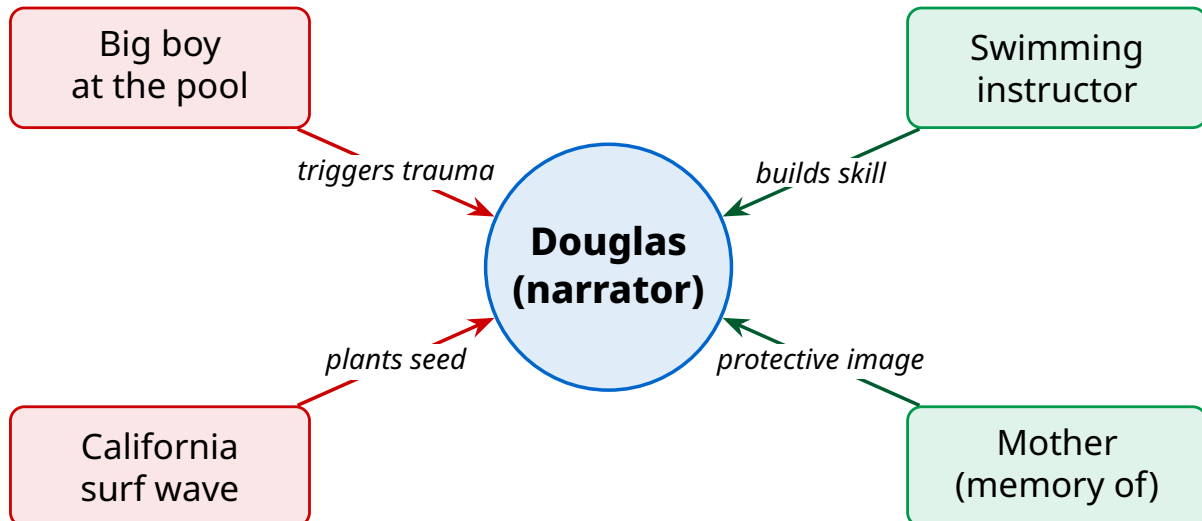 Big boy
at the pool
Swimming
instructor
triggers trauma
builds skill
Douglas
(narrator)
plants seed
protective image
California
surf wave
Mother
(memory of)